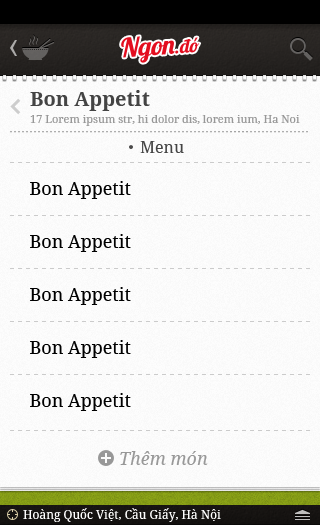 Ngon.đó
Bon Appetit
17 Lorem ipsum str, hi dolor dis, lorem ium, Ha Noi
• Menu
Bon Appetit
Bon Appetit
Bon Appetit
Bon Appetit
Bon Appetit
Thêm món
Hoàng Quốc Việt, Cầu Giấy, Hà Nội